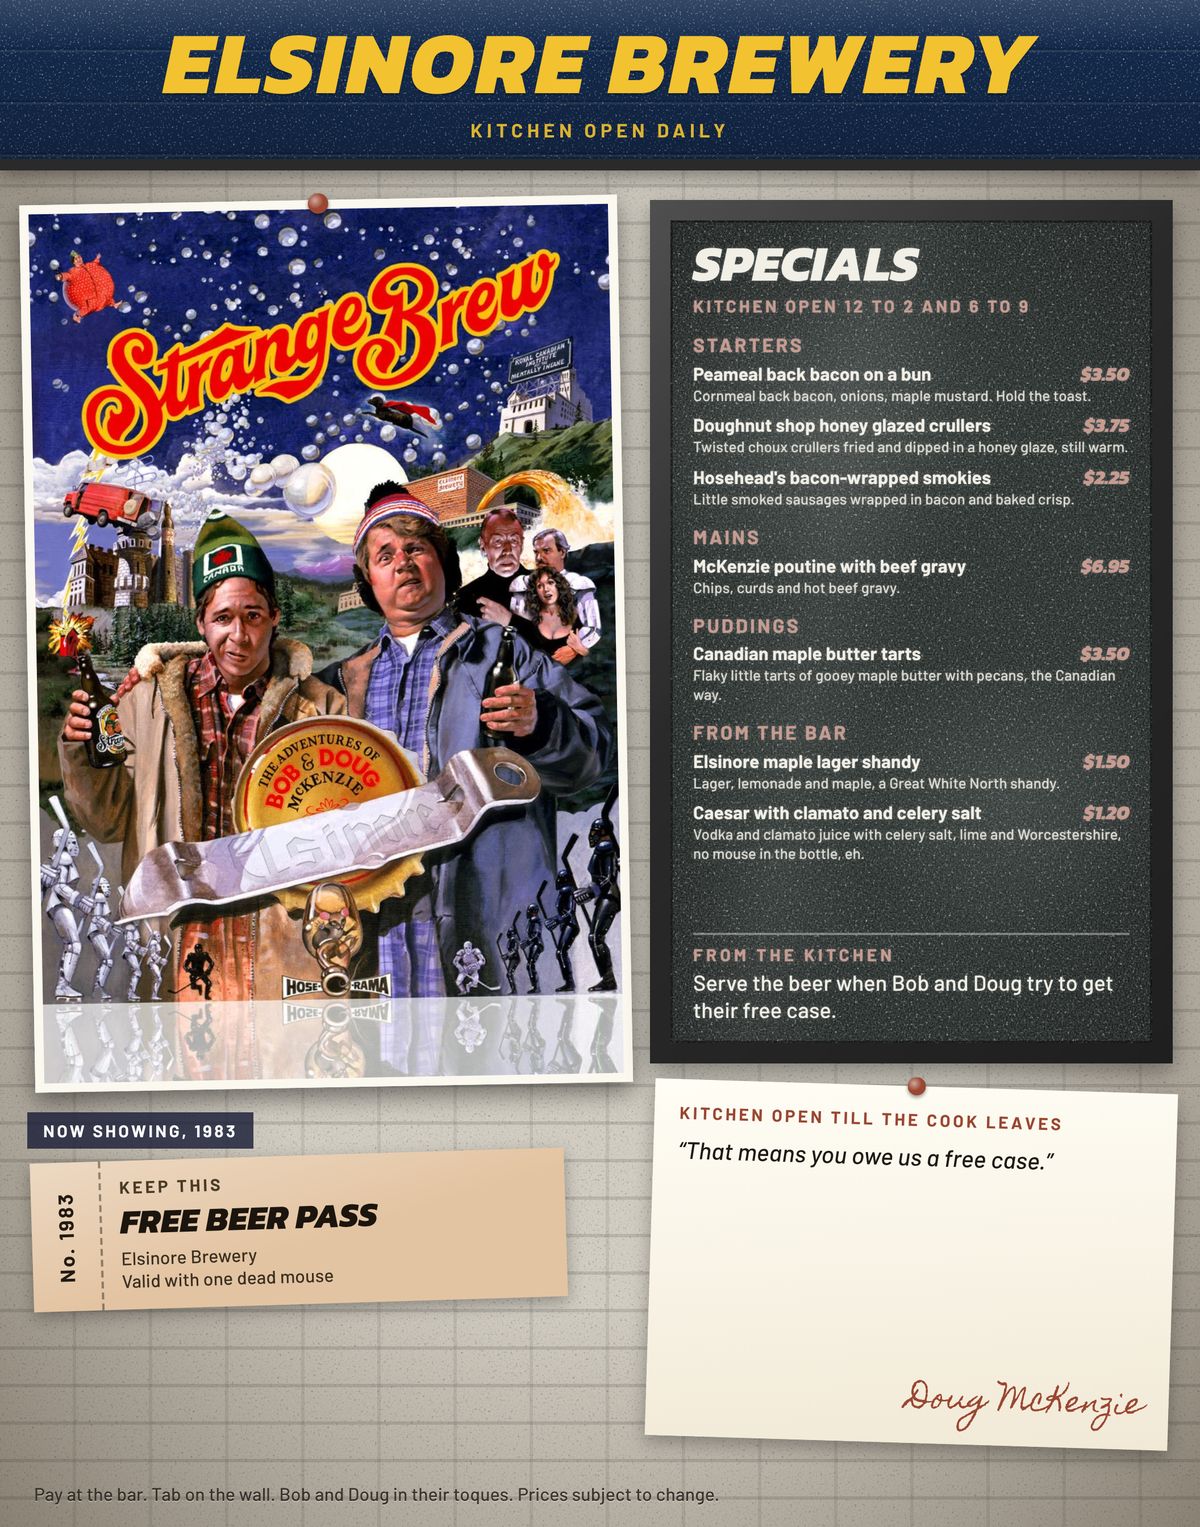 ELSINORE BREWERY
KITCHEN OPEN DAILY
Strange Brew
ROYAL CANADIAN
INSTITUTE
FOR THE
MENTALLY INSANE
ELSINORE
BREWERY
CANADA
THE ADVENTURES OF
BOB & DOUG
McKENZIE
Elsinore
HOSE RAMA
SPECIALS
KITCHEN OPEN 12 TO 2 AND 6 TO 9
STARTERS
Peameal back bacon on a bun $3.50
Cornmeal back bacon, onions, maple mustard. Hold the toast.
Doughnut shop honey glazed crullers $3.75
Twisted choux crullers fried and dipped in a honey glaze, still warm.
Hosehead's bacon-wrapped smokies $2.25
Little smoked sausages wrapped in bacon and baked crisp.
MAINS
McKenzie poutine with beef gravy $6.95
Chips, curds and hot beef gravy.
PUDDINGS
Canadian maple butter tarts $3.50
Flaky little tarts of gooey maple butter with pecans, the Canadian
way.
FROM THE BAR
Elsinore maple lager shandy $1.50
Lager, lemonade and maple, a Great White North shandy.
Caesar with clamato and celery salt $1.20
Vodka and clamato juice with celery salt, lime and Worcestershire,
no mouse in the bottle, eh.
FROM THE KITCHEN
Serve the beer when Bob and Doug try to get
their free case.
NOW SHOWING, 1983
No. 1983
KEEP THIS
FREE BEER PASS
Elsinore Brewery
Valid with one dead mouse
KITCHEN OPEN TILL THE COOK LEAVES
“That means you owe us a free case.”
Doug McKenzie
Pay at the bar. Tab on the wall. Bob and Doug in their toques. Prices subject to change.